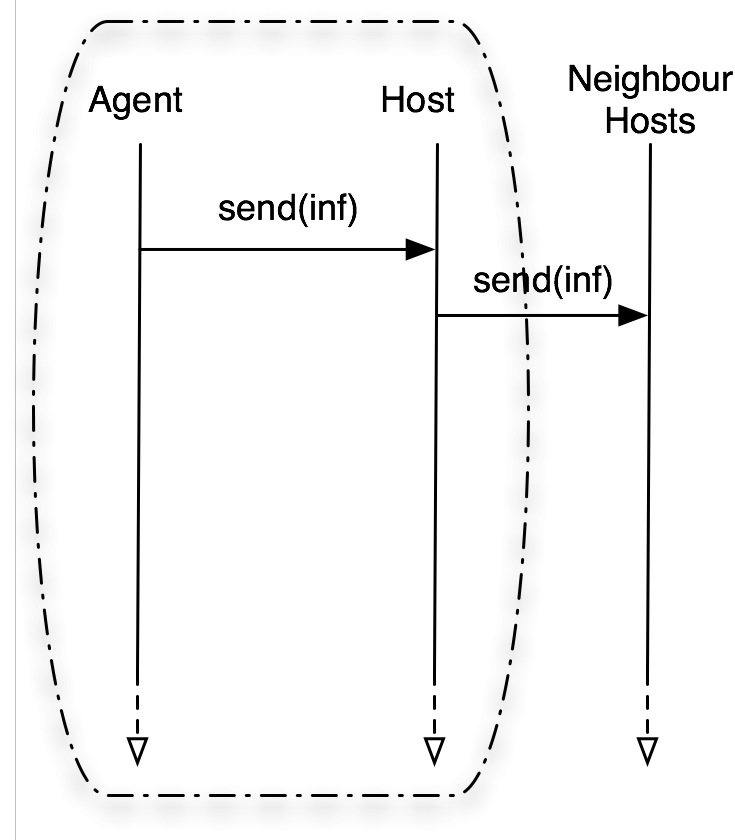 Agent
Host
Neighbour
Hosts
send(inf)
send(inf)